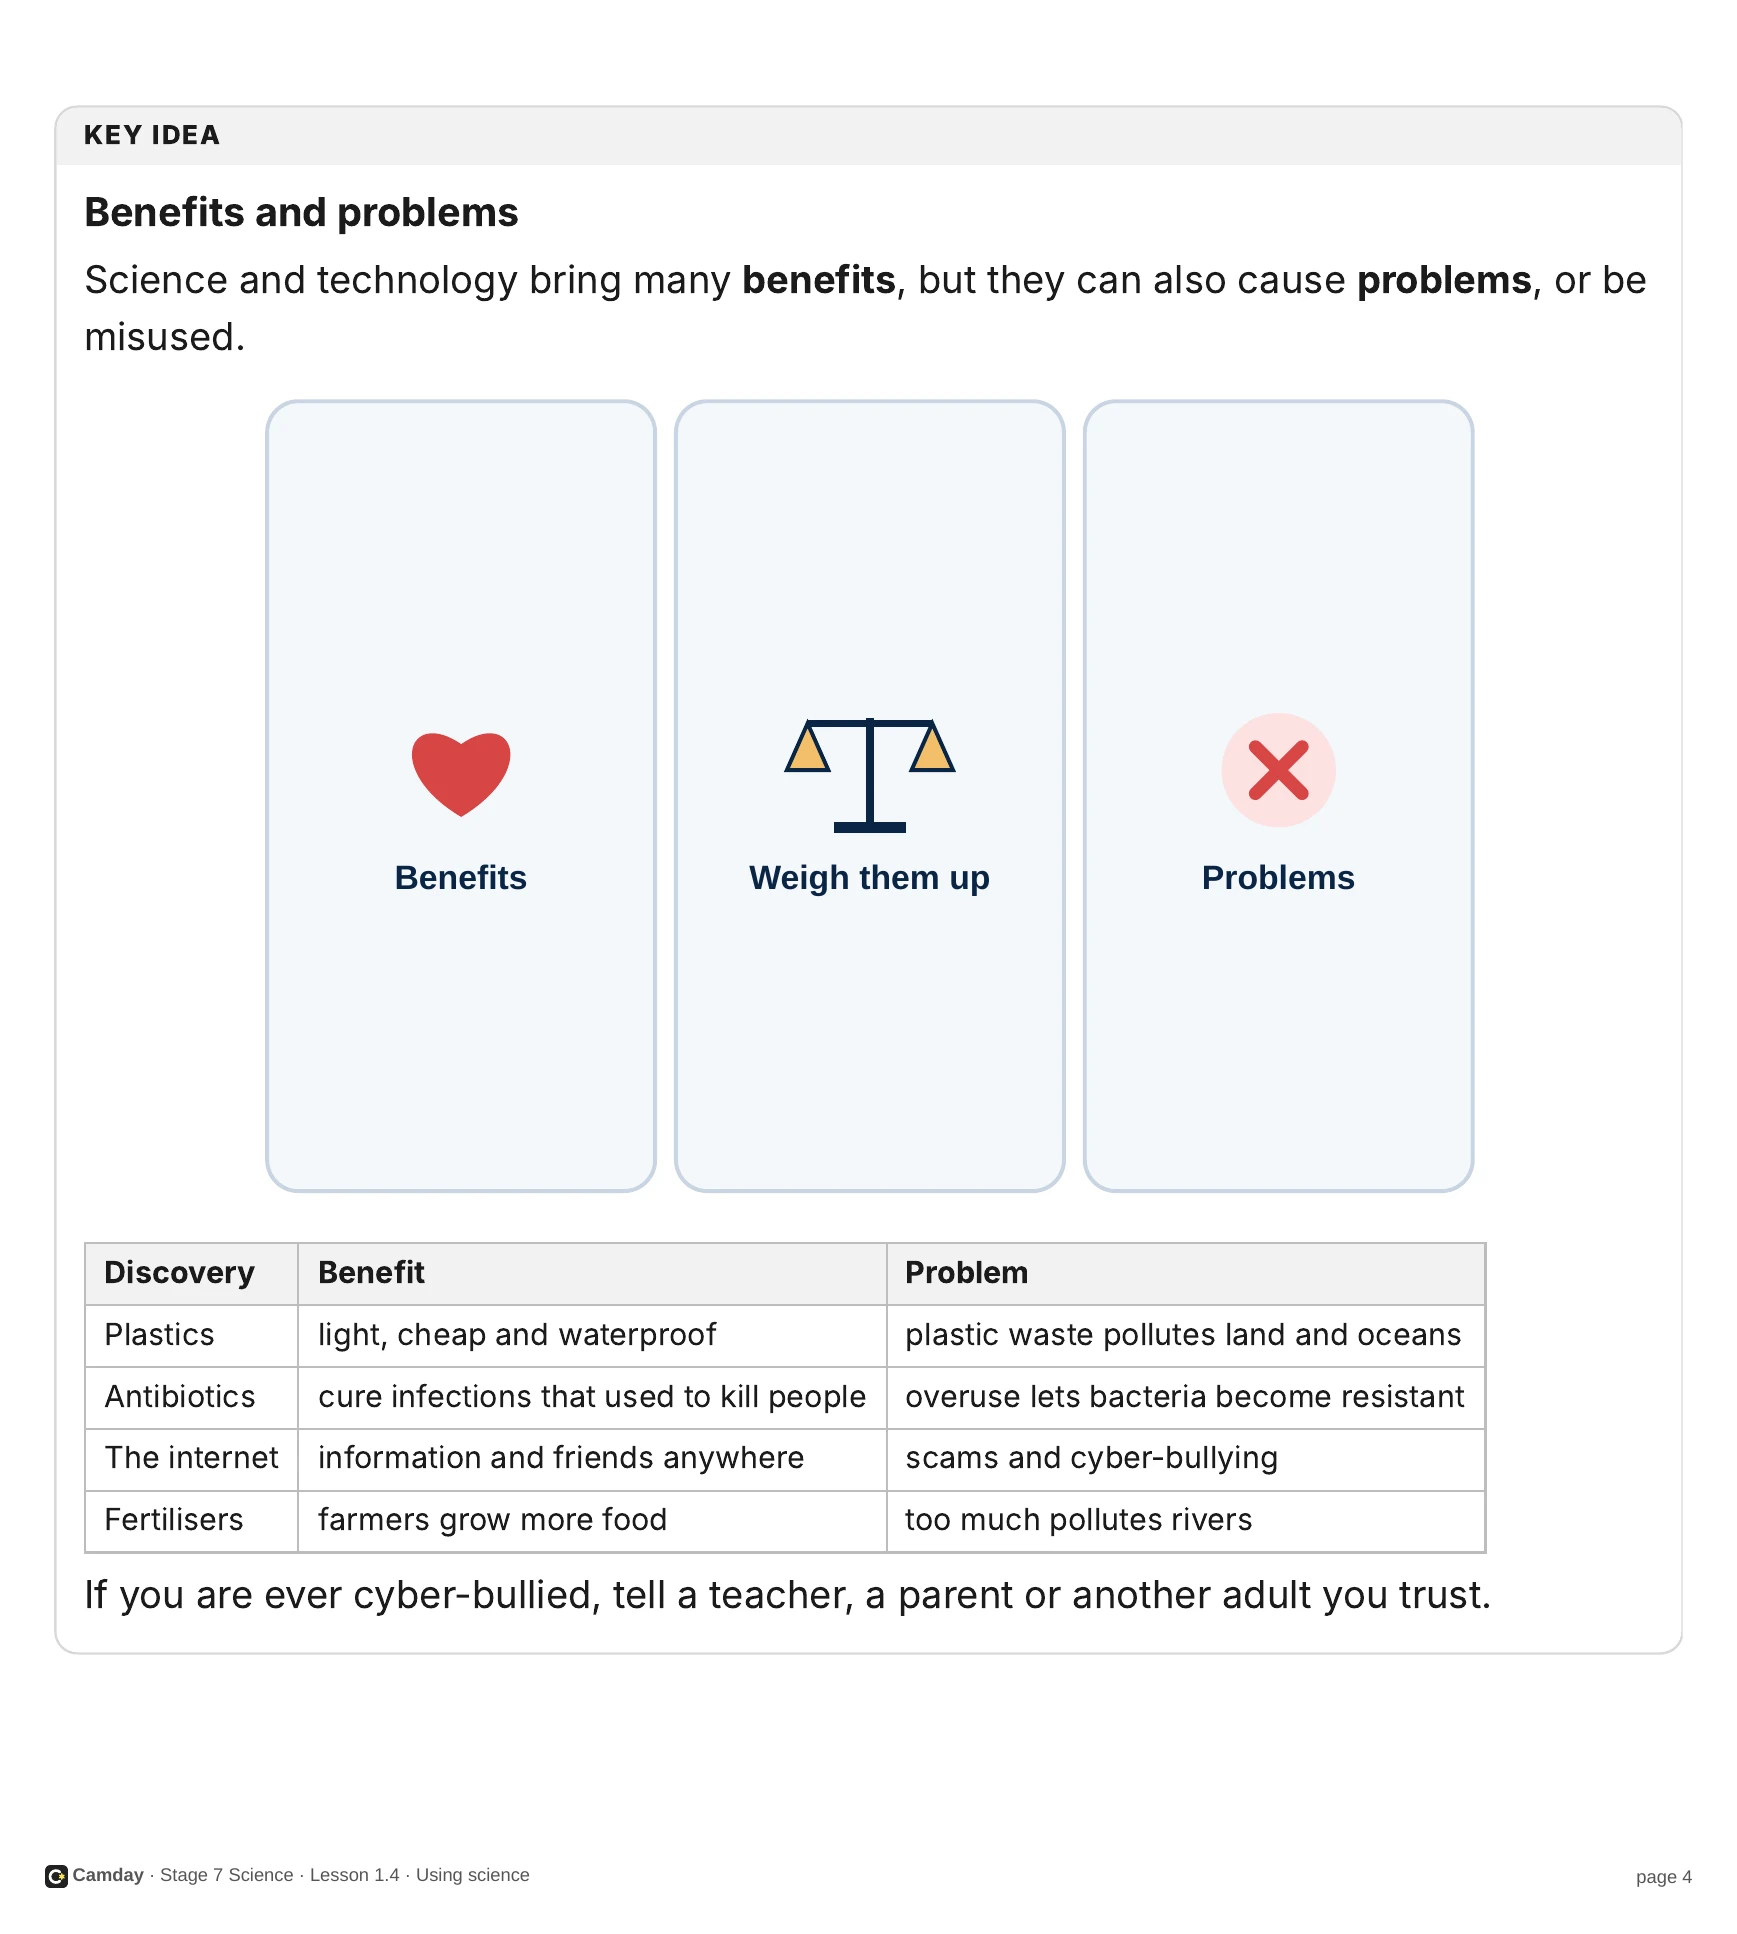 KEY IDEA
Benefits and problems
Science and technology bring many benefits, but they can also cause problems, or be
misused.
Benefits
Weigh them up
Problems
Discovery Benefit Problem
Plastics light, cheap and waterproof plastic waste pollutes land and oceans
Antibiotics cure infections that used to kill people overuse lets bacteria become resistant
The internet information and friends anywhere scams and cyber-bullying
Fertilisers farmers grow more food too much pollutes rivers
If you are ever cyber-bullied, tell a teacher, a parent or another adult you trust.
Camday · Stage 7 Science · Lesson 1.4 · Using science
page 4